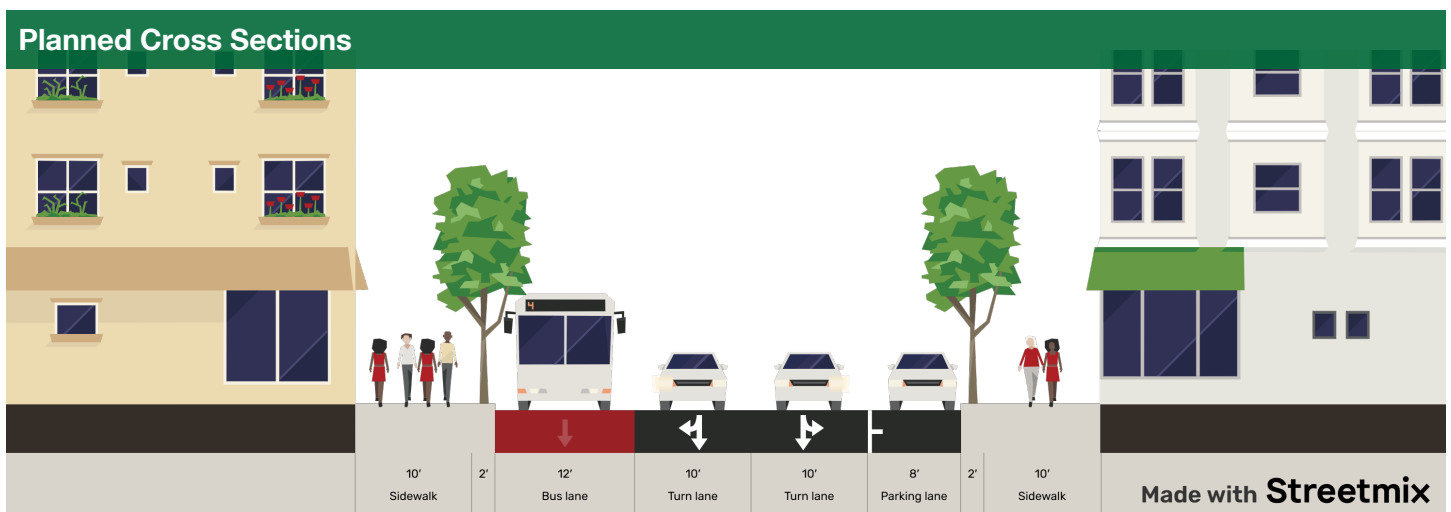 Planned Cross Sections
4
10′ 2′ 12′ 10′ 10′ 8′ 2′ 10′
Sidewalk Bus lane Turn lane Turn lane Parking lane Sidewalk
Made with Streetmix